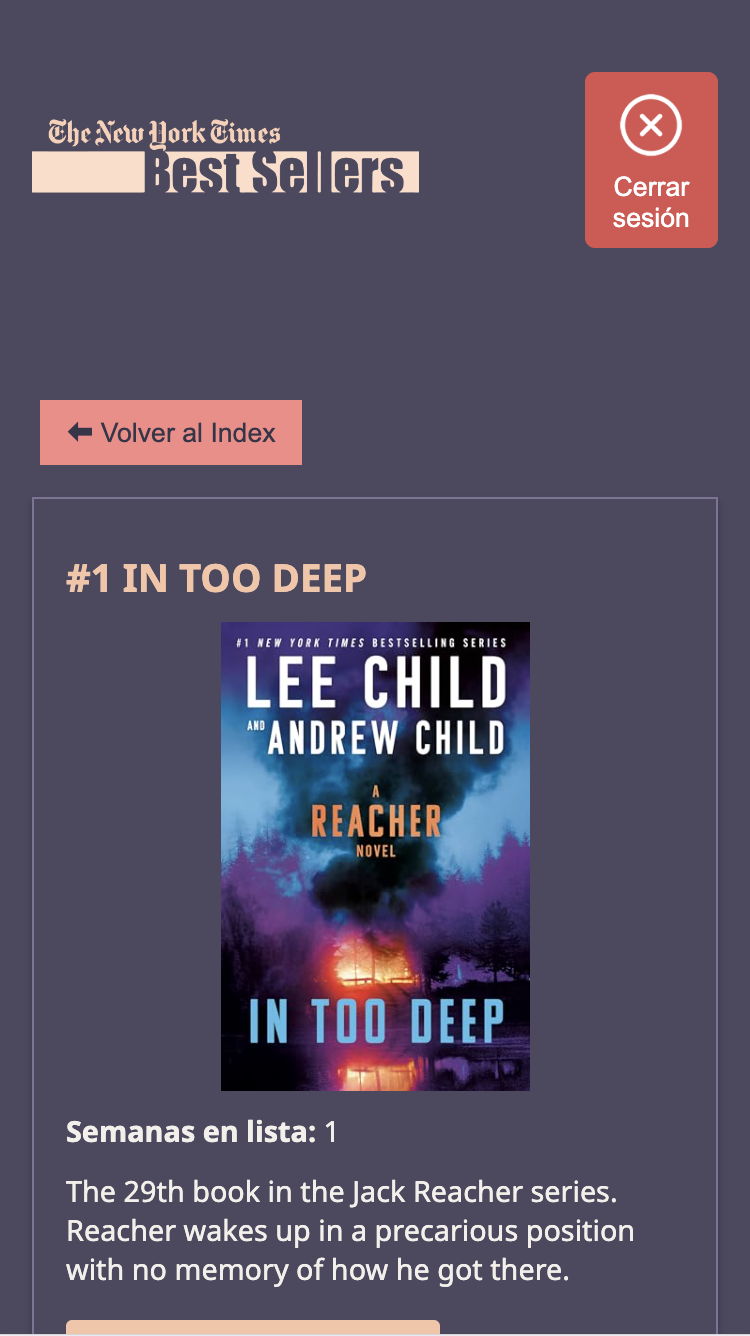 The New York Times
Best Sellers
Cerrar
sesión
Volver al Index
#1 IN TOO DEEP
#1 NEW YORK TIMES BESTSELLING SERIES
LEE CHILD
AND ANDREW CHILD
A
REACHER
NOVEL
IN TOO DEEP
Semanas en lista: 1
The 29th book in the Jack Reacher series.
Reacher wakes up in a precarious position
with no memory of how he got there.